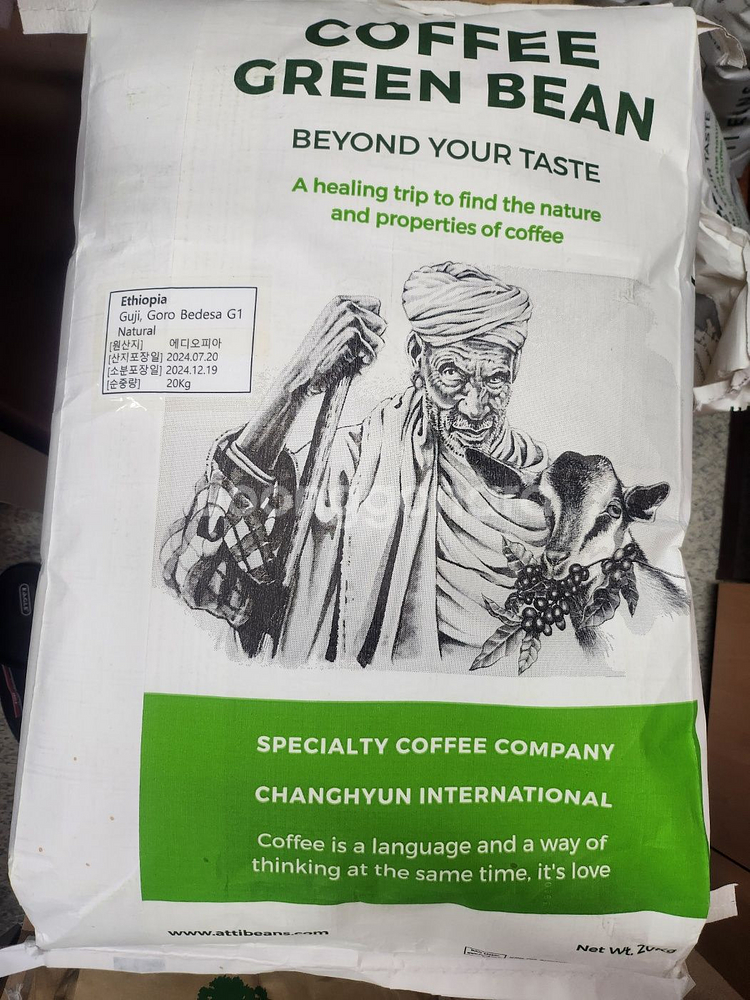 COFFEE
GREEN BEAN
BEYOND YOUR TASTE
A healing trip to find the nature
and properties of coffee
Ethiopia
Guji, Goro Bedesa G1
Natural
[원산지] 에디오피아
[산지포장일] 2024.07.20
[소분포장일] 2024.12.19
[순중량] 20Kg
SPECIALTY COFFEE COMPANY
CHANGHYUN INTERNATIONAL
Coffee is a language and a way of
thinking at the same time, it's love
www.attibeans.com
Net Wt. 20Kg
TASTE